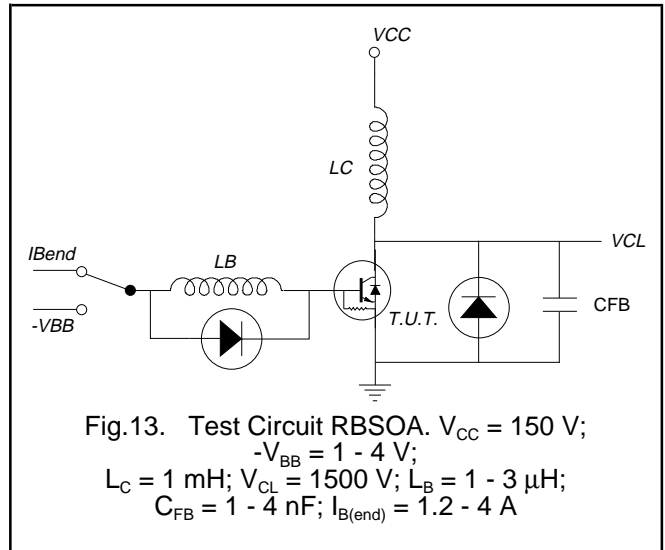 VCC
LC
IBend
LB
VCL
-VBB
T.U.T.
CFB
Fig.13. Test Circuit RBSOA. VCC = 150 V;
-VBB = 1 - 4 V;
LC = 1 mH; VCL = 1500 V; LB = 1 - 3 μH;
CFB = 1 - 4 nF; IB(end) = 1.2 - 4 A